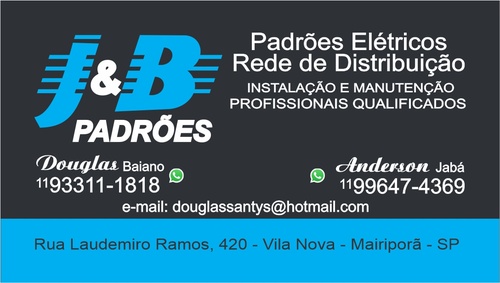 J&B
PADRÕES
Padrões Elétricos
Rede de Distribuição
INSTALAÇÃO E MANUTENÇÃO
PROFISSIONAIS QUALIFICADOS
Douglas Baiano
11 93311-1818
Anderson Jabá
11 99647-4369
e-mail: douglassantys@hotmail.com
Rua Laudemiro Ramos, 420 - Vila Nova - Mairiporã - SP